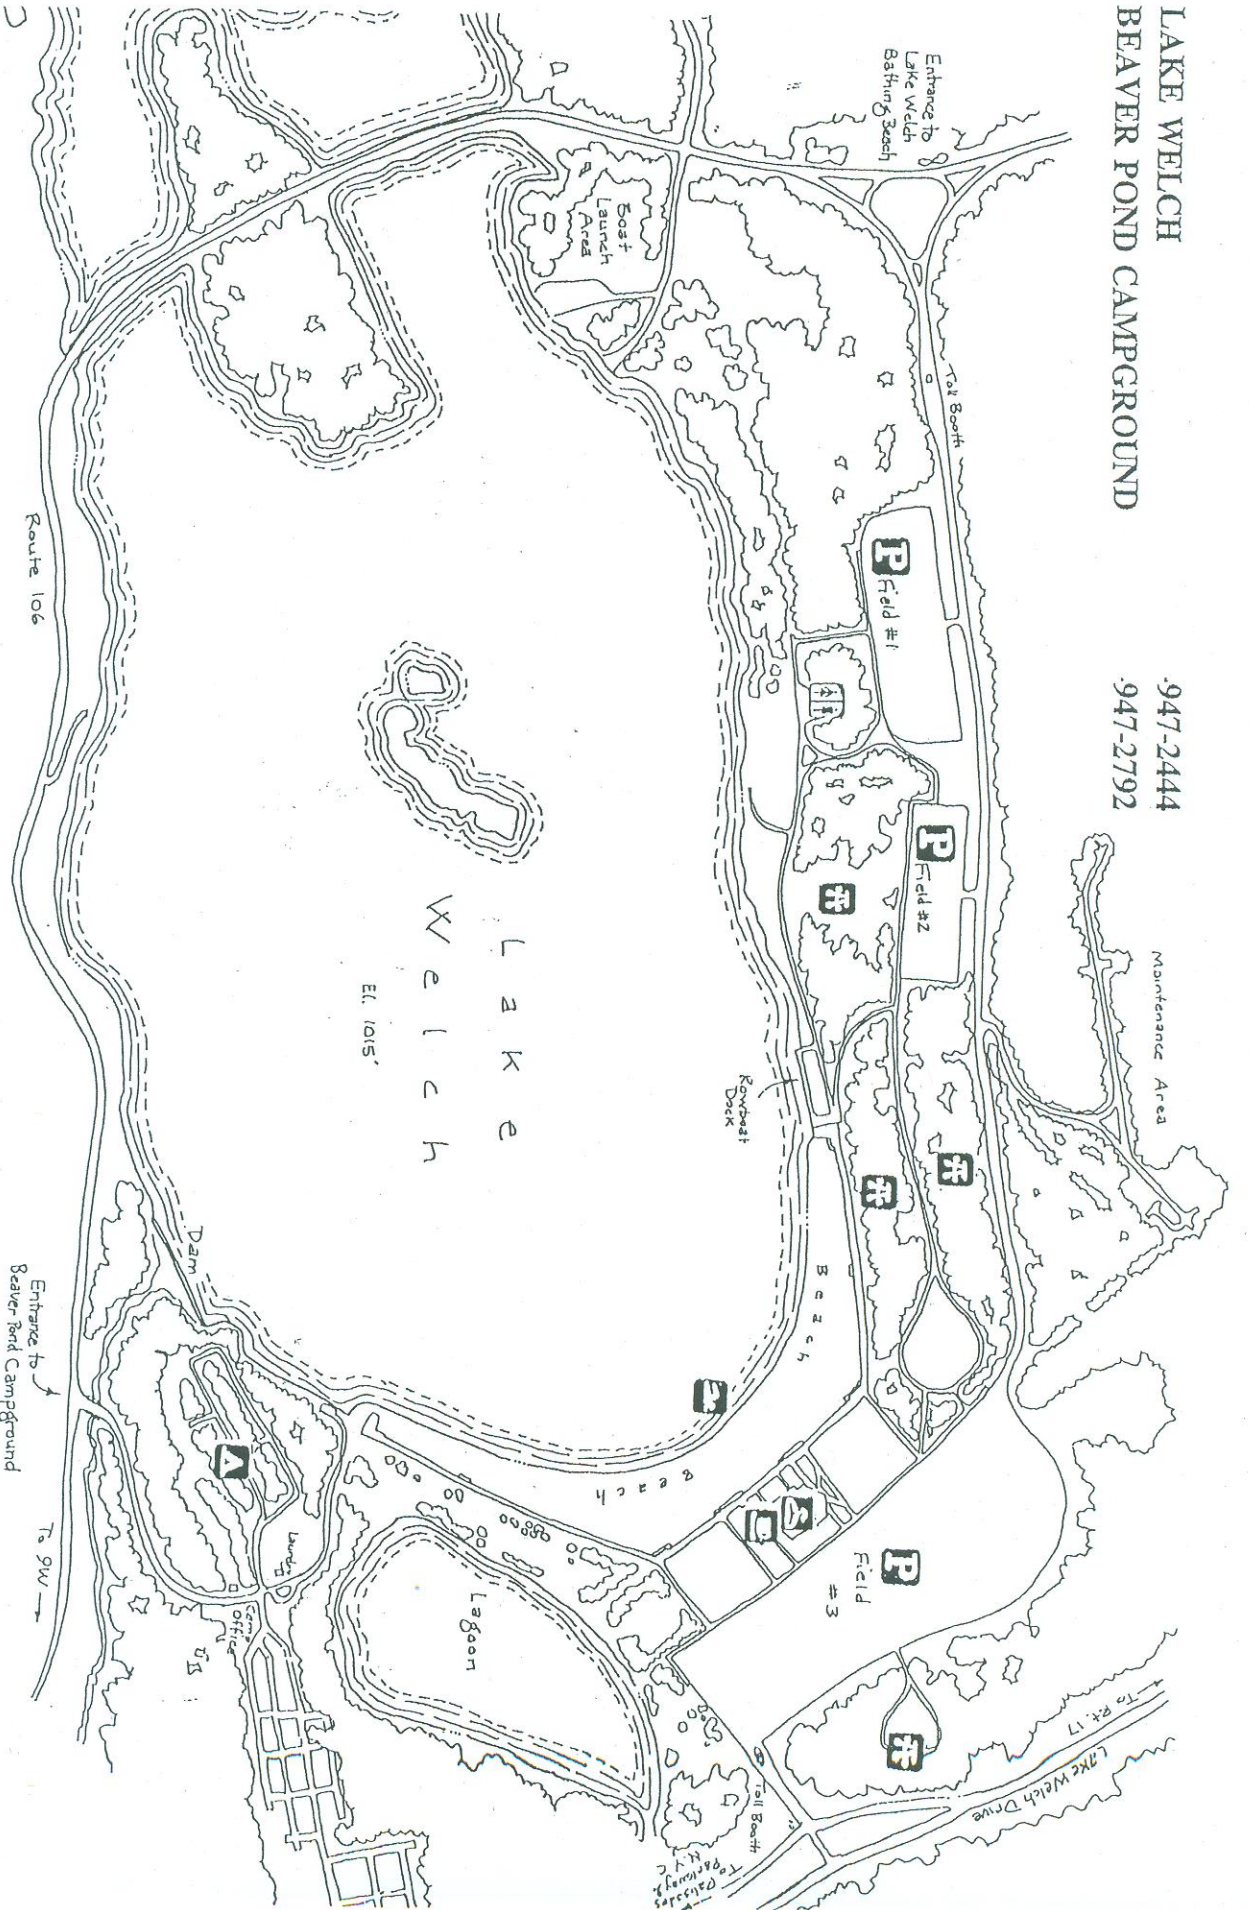 LAKE WELCH
BEAVER POND CAMPGROUND
-947-2444
-947-2792
Entrance to
Lake Welch
Bathing Beach
Boat
Launch
Area
Toll Booth
P
Field #1
P
Field #2
Maintenance Area
Rowboat
Dock
Lake
Welch
El. 1015'
Route 106
Beach
Beach
P
Field
#3
To Rt. 17
Lake Welch Drive
Toll Booth
To
Palisades
Parkway &
N.Y.C
Lagoon
Dam
Laundry
Camp
Office
Entrance to
Beaver Pond Campground
To 9W